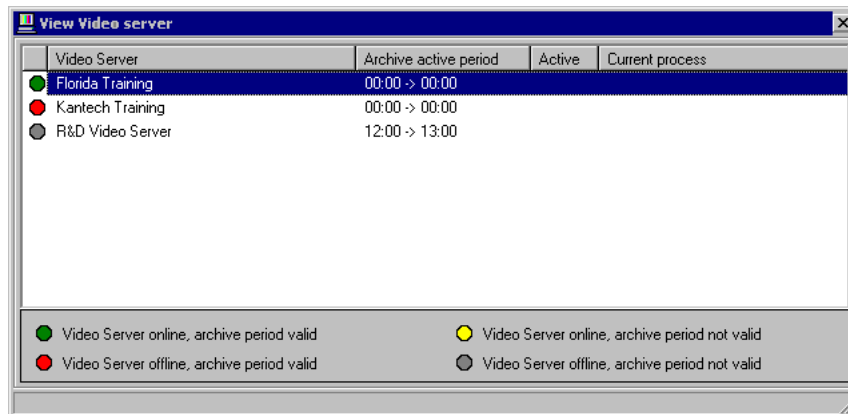 View Video server
Video Server Archive active period Active Current process
Florida Training 00:00 -> 00:00
Kantech Training 00:00 -> 00:00
R&D Video Server 12:00 -> 13:00
Video Server online, archive period valid Video Server online, archive period not valid
Video Server offline, archive period valid Video Server offline, archive period not valid